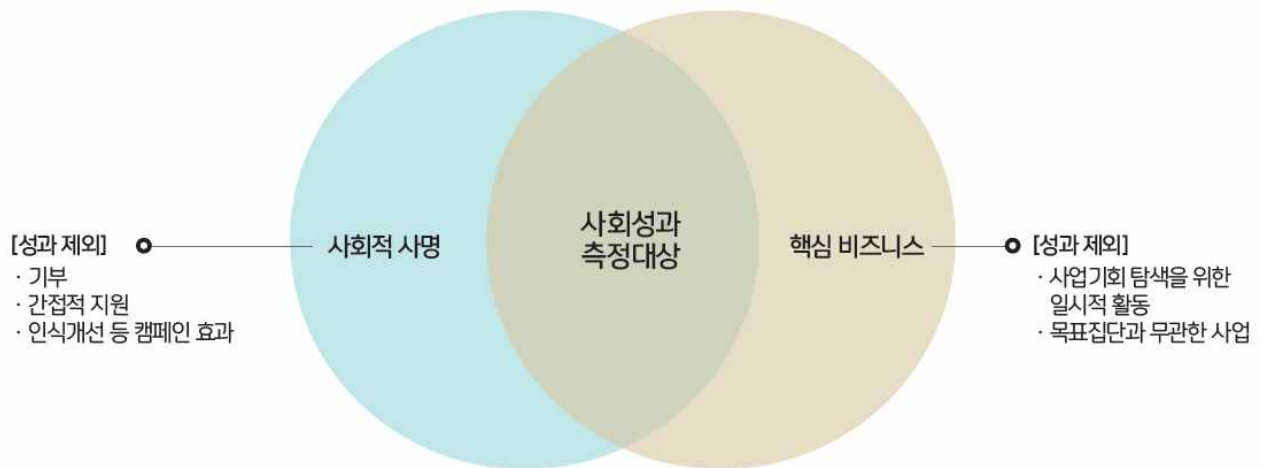 [성과 제외]
· 기부
· 간접적 지원
· 인식개선 등 캠페인 효과
사회적 사명
사회성과
측정대상
핵심 비즈니스
[성과 제외]
· 사업기회 탐색을 위한
일시적 활동
· 목표집단과 무관한 사업